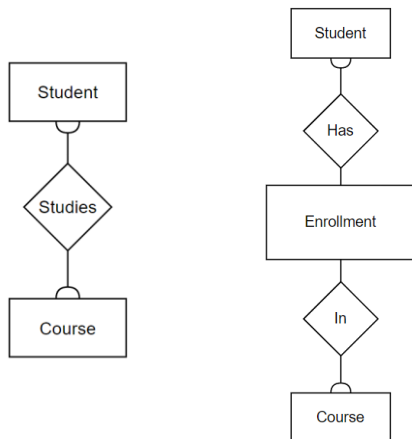 Student
Studies
Course
Student
Has
Enrollment
In
Course